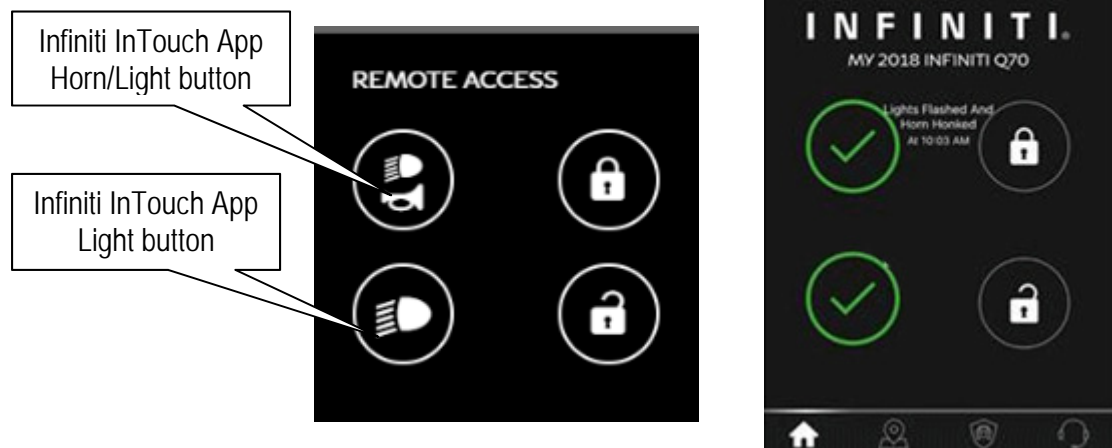 Infiniti InTouch App
Horn/Light button
Infiniti InTouch App
Light button
REMOTE ACCESS
INFINITI®
MY 2018 INFINITI Q70
Lights Flashed And
Horn Honked
At 10:03 AM